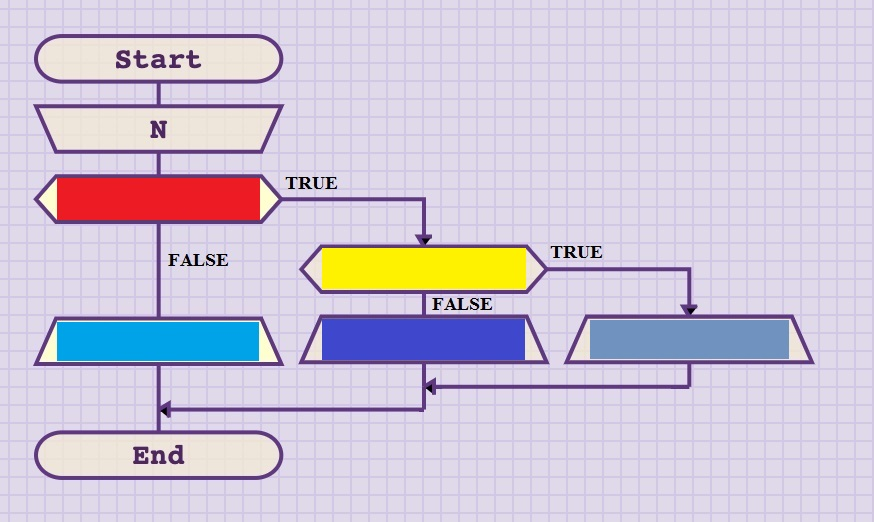 Start
N
TRUE
FALSE
TRUE
FALSE
End